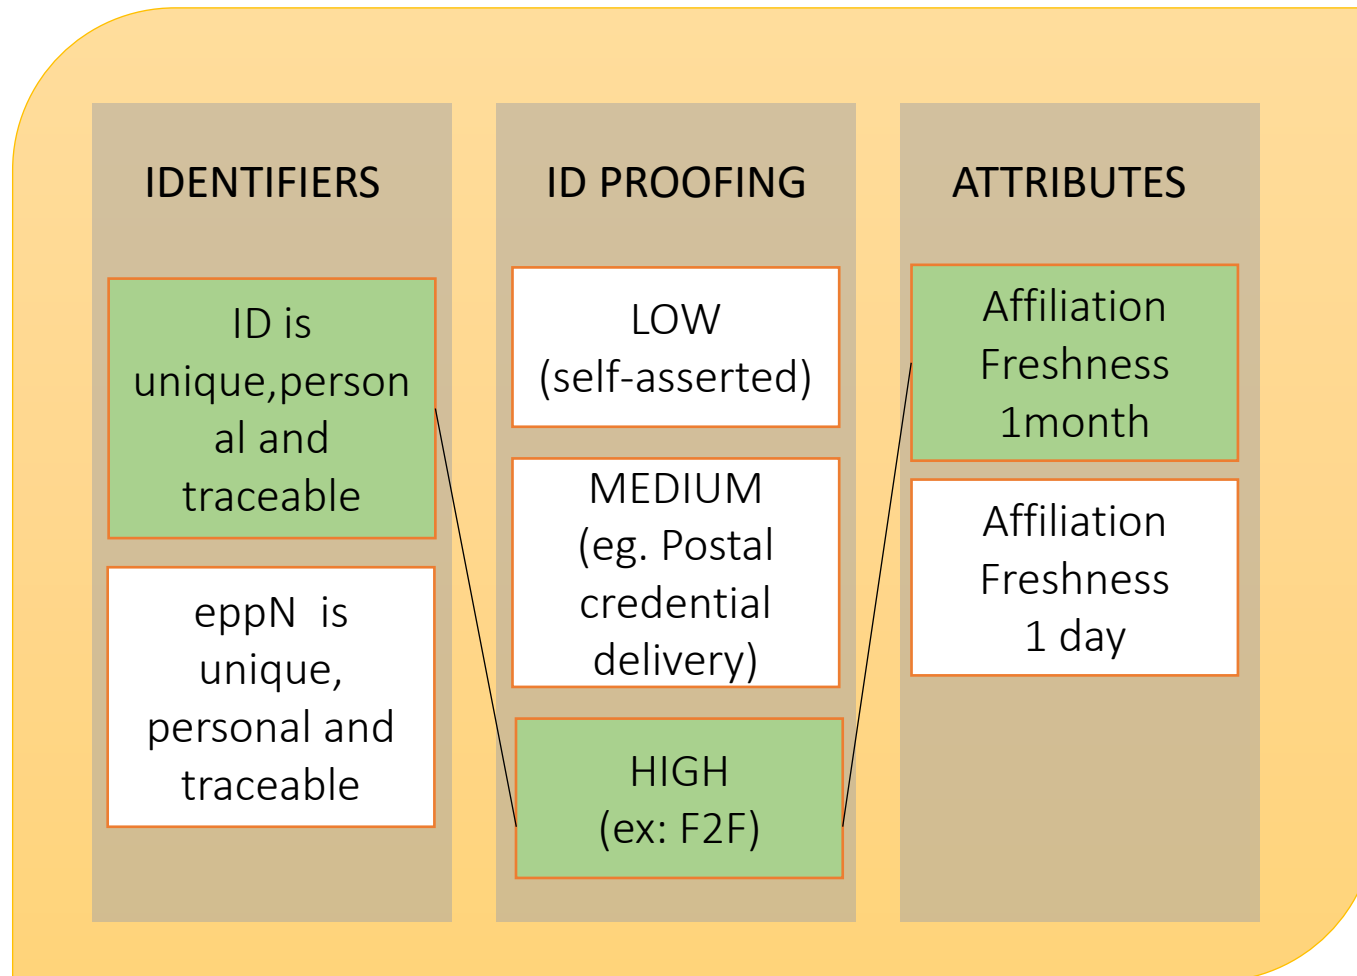 IDENTIFIERS
ID is
unique,person
al and
traceable
eppN  is
unique,
personal and
traceable
ID PROOFING
LOW
(self-asserted)
MEDIUM
(eg. Postal
credential
delivery)
HIGH
(ex: F2F)
ATTRIBUTES
Affiliation
Freshness
1month
Affiliation
Freshness
1 day